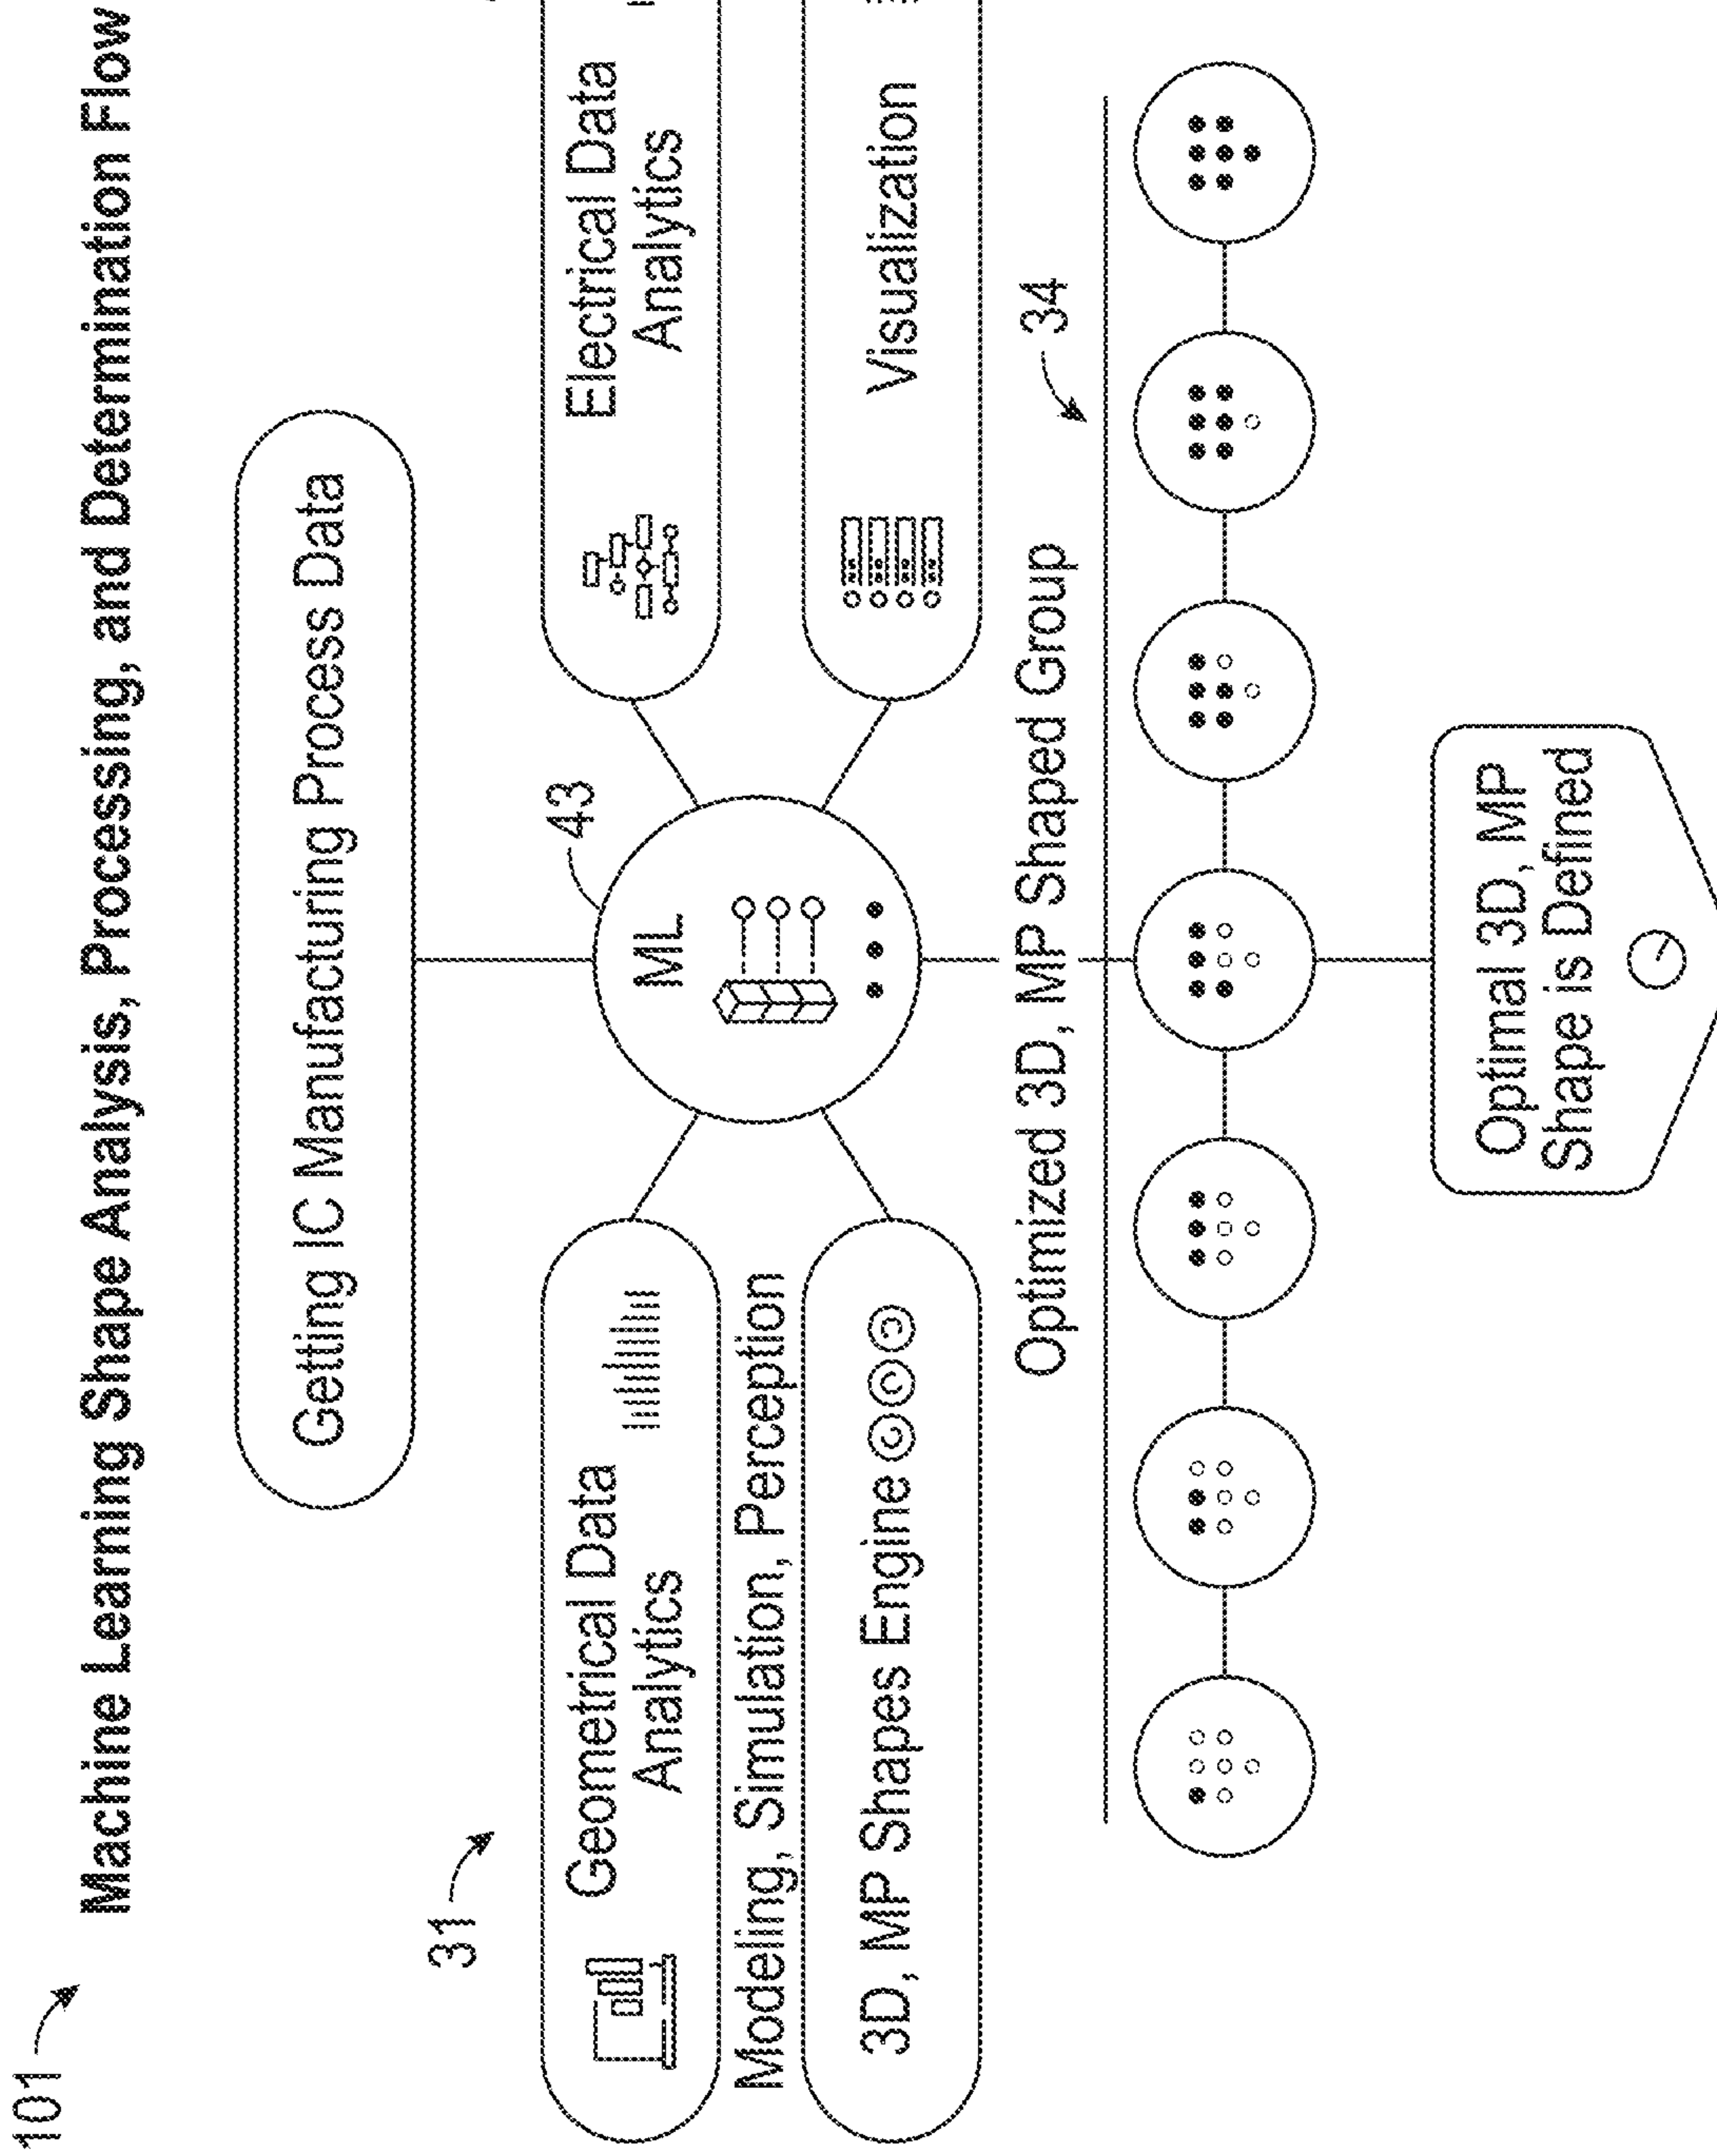 101
Machine Learning Shape Analysis, Processing, and Determination Flow
Getting IC Manufacturing Process Data
31
Geometrical Data
Analytics
43
ML
Electrical Data
Analytics
Modeling, Simulation, Perception
3D, MP Shapes Engine
Visualization
Optimized 3D, MP Shaped Group
34
Optimal 3D, MP
Shape is Defined